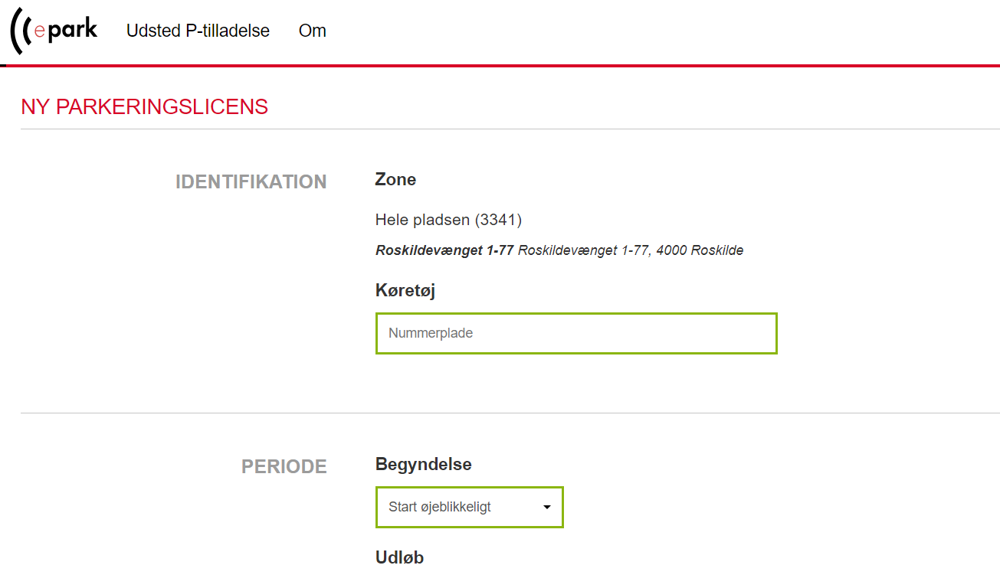 epark Udsted P-tilladelse Om
NY PARKERINGSLICENS
IDENTIFIKATION Zone
Hele pladsen (3341)
Roskildevænget 1-77 Roskildevænget 1-77, 4000 Roskilde
Køretøj
Nummerplade
PERIODE Begyndelse
Start øjeblikkeligt
Udløb